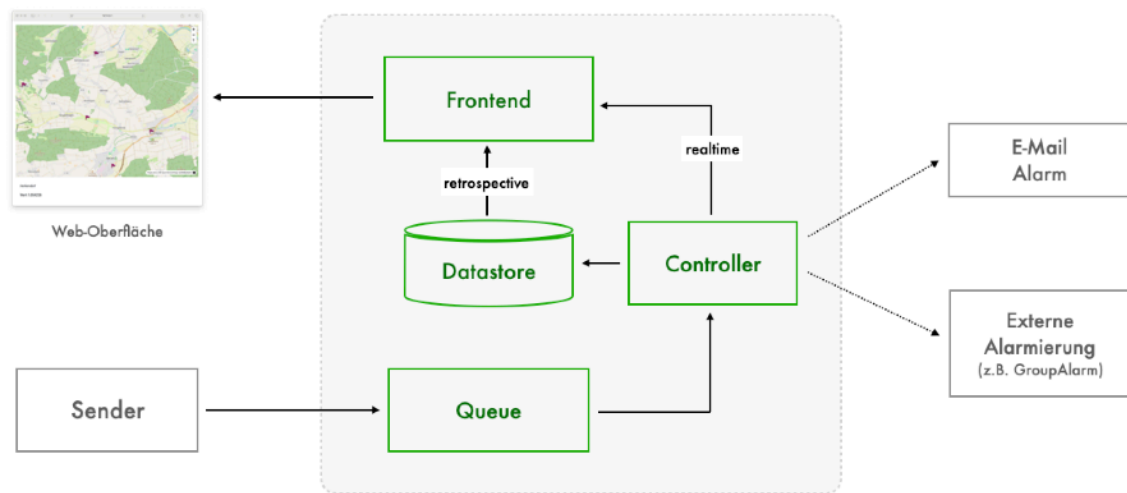 Frontend
realtime
E-Mail
Alarm
retrospective
Web-Oberfläche
Datastore
Controller
Externe
Alarmierung
(z.B. GroupAlarm)
Sender
Queue